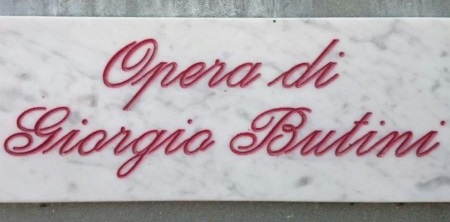 Opera di
Giorgio Butini